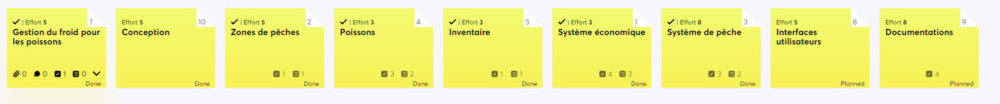 ✔ | Effort 5
7
Gestion du froid pour
les poissons
0 0 1 0
Done
Effort 5
10
Conception
Done
✔ | Effort 5
2
Zones de pêches
1 1
Done
✔ | Effort 3
4
Poissons
3 2
Done
✔ | Effort 3
5
Inventaire
1 1
Done
✔ | Effort 3
1
Système économique
4 3
Done
✔ | Effort 8
3
Système de pêche
3 2
Done
Effort 5
8
Interfaces
utilisateurs
Planned
Effort 8
9
Documentations
4
Planned